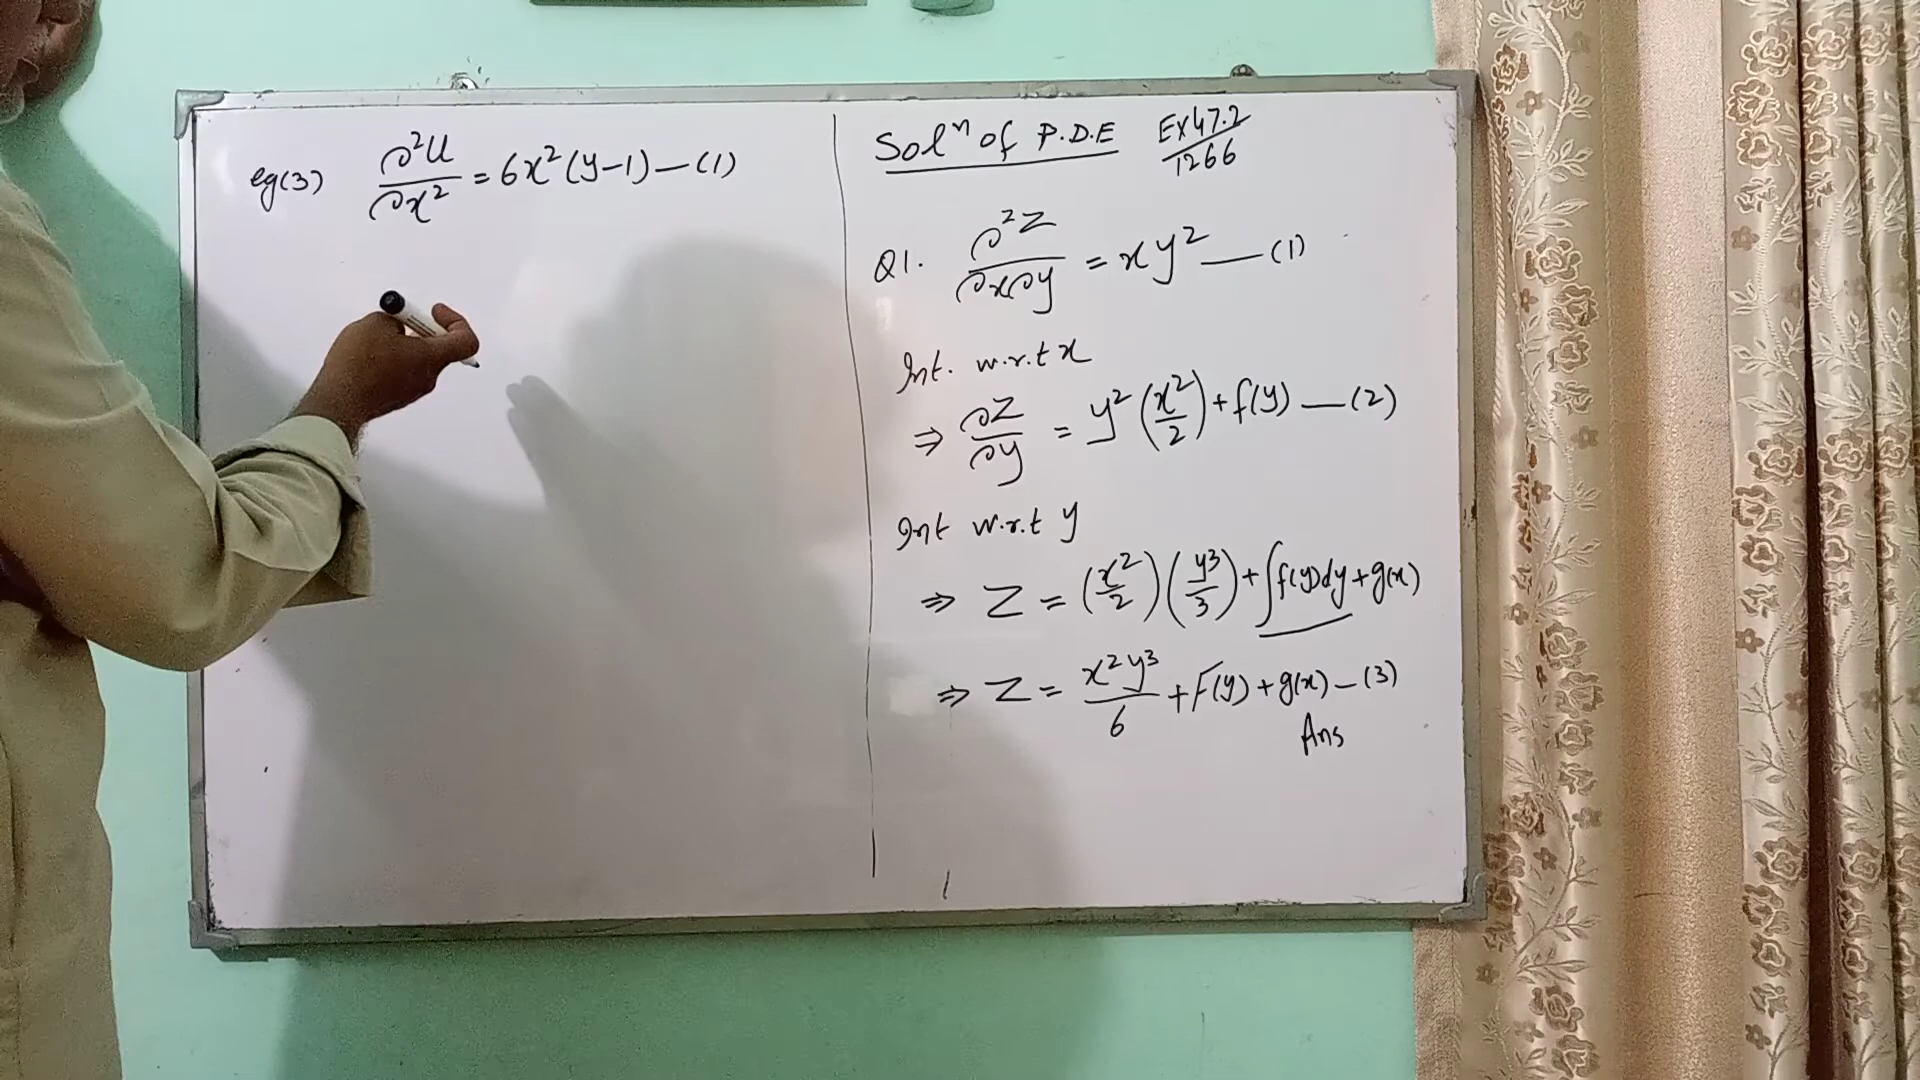 eg(3) ∂²u/∂x² = 6x²(y-1) — (1)
Solⁿ of P.D.E Ex47.2/1266
Q1. ∂²z/∂x∂y = xy² — (1)
Int. w.r.t x
⇒ ∂z/∂y = y² (x²/2) + f(y) — (2)
Int w.r.t y
⇒ z = (x²/2)(y³/3) + ∫f(y)dy + g(x)
⇒ z = x²y³/6 + F(y) + g(x) — (3)
Ans